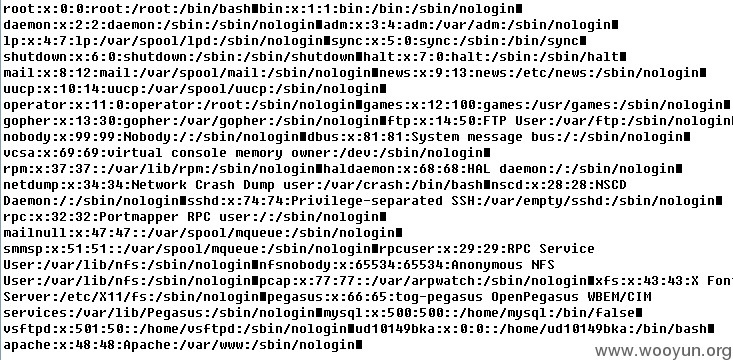 root:x:0:0:root:/root:/bin/bash■bin:x:1:1:bin:/bin:/sbin/nologin■
daemon:x:2:2:daemon:/sbin:/sbin/nologin■adm:x:3:4:adm:/var/adm:/sbin/nologin■
lp:x:4:7:lp:/var/spool/lpd:/sbin/nologin■sync:x:5:0:sync:/sbin:/bin/sync■
shutdown:x:6:0:shutdown:/sbin:/sbin/shutdown■halt:x:7:0:halt:/sbin:/sbin/halt■
mail:x:8:12:mail:/var/spool/mail:/sbin/nologin■news:x:9:13:news:/etc/news:/sbin/nologin■
uucp:x:10:14:uucp:/var/spool/uucp:/sbin/nologin■
operator:x:11:0:operator:/root:/sbin/nologin■games:x:12:100:games:/usr/games:/sbin/nologin■
gopher:x:13:30:gopher:/var/gopher:/sbin/nologin■ftp:x:14:50:FTP User:/var/ftp:/sbin/nologin■
nobody:x:99:99:Nobody:/:/sbin/nologin■dbus:x:81:81:System message bus:/:/sbin/nologin■
vcsa:x:69:69:virtual console memory owner:/dev:/sbin/nologin■
rpm:x:37:37::/var/lib/rpm:/sbin/nologin■haldaemon:x:68:68:HAL daemon:/:/sbin/nologin■
netdump:x:34:34:Network Crash Dump user:/var/crash:/bin/bash■nscd:x:28:28:NSCD
Daemon:/:/sbin/nologin■sshd:x:74:74:Privilege-separated SSH:/var/empty/sshd:/sbin/nologin■
rpc:x:32:32:Portmapper RPC user:/:/sbin/nologin■
mailnull:x:47:47::/var/spool/mqueue:/sbin/nologin■
smmsp:x:51:51::/var/spool/mqueue:/sbin/nologin■rpcuser:x:29:29:RPC Service
User:/var/lib/nfs:/sbin/nologin■nfsnobody:x:65534:65534:Anonymous NFS
User:/var/lib/nfs:/sbin/nologin■pcap:x:77:77::/var/arpwatch:/sbin/nologin■xfs:x:43:43:X Fon
Server:/etc/X11/fs:/sbin/nologin■pegasus:x:66:65:tog-pegasus OpenPegasus WBEM/CIM
services:/var/lib/Pegasus:/sbin/nologin■mysql:x:500:500::/home/mysql:/bin/false■
vsftpd:x:501:50::/home/vsftpd:/sbin/nologin■ud10149bka:x:0:0::/home/ud10149bka:/bin/bash■
apache:x:48:48:Apache:/var/www:/sbin/nologin■
www.wooyun.org